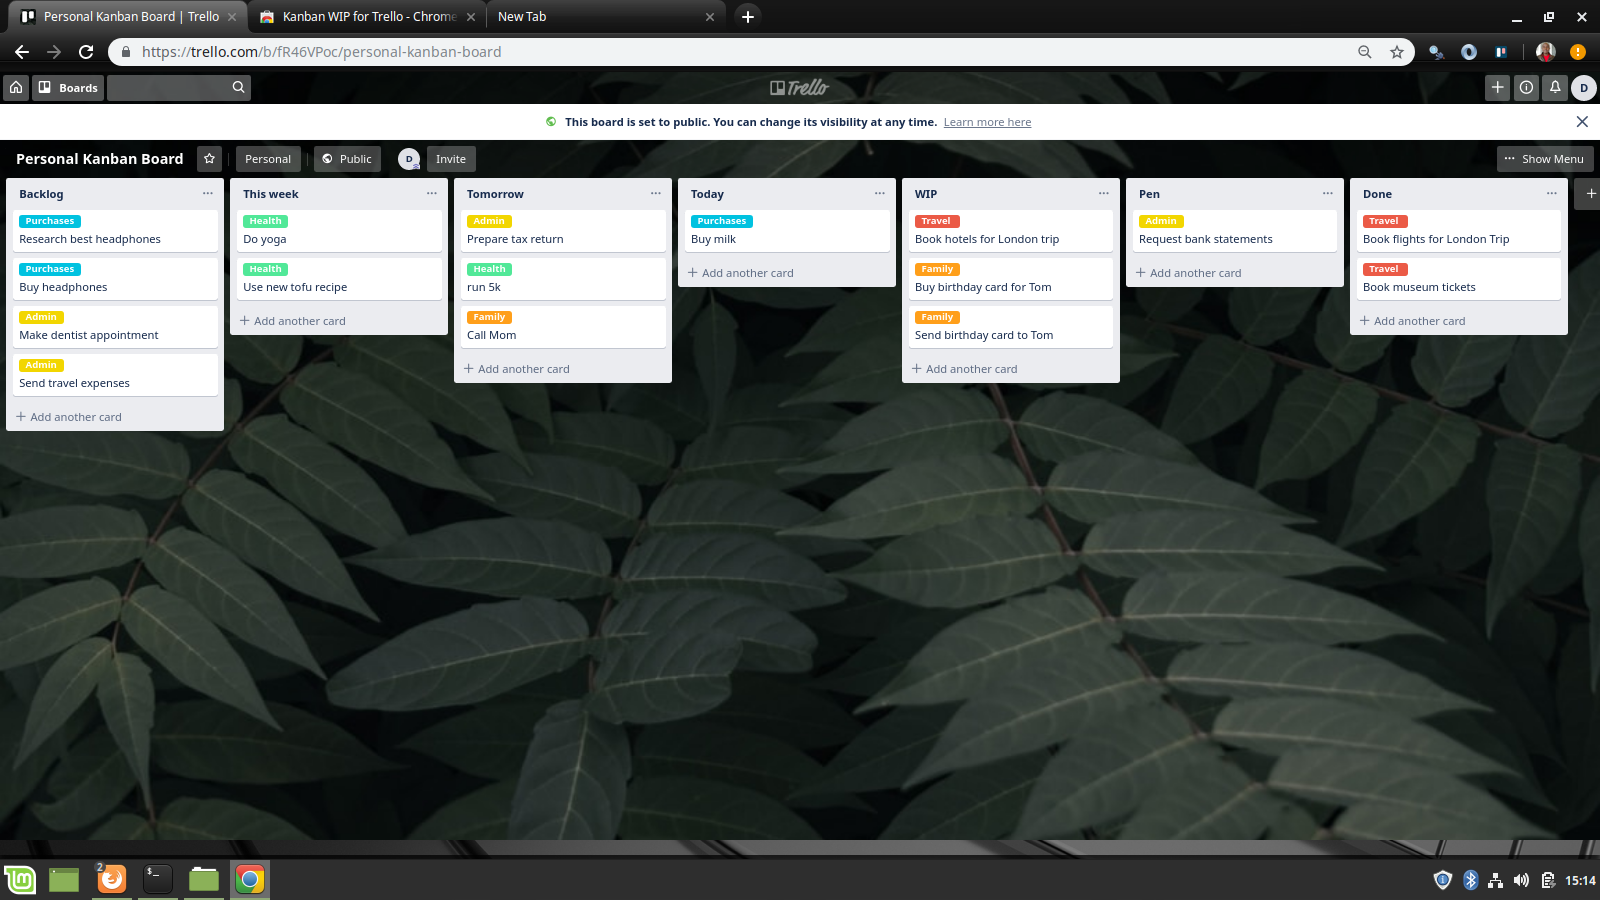 Personal Kanban Board | Trello
Kanban WIP for Trello - Chrome
New Tab
https://trello.com/b/fR46VPoc/personal-kanban-board
Boards
Trello
D
This board is set to public. You can change its visibility at any time. Learn more here
Personal Kanban Board
Personal
Public
D
Invite
Show Menu
Backlog
Purchases
Research best headphones
Purchases
Buy headphones
Admin
Make dentist appointment
Admin
Send travel expenses
Add another card
This week
Health
Do yoga
Health
Use new tofu recipe
Add another card
Tomorrow
Admin
Prepare tax return
Health
run 5k
Family
Call Mom
Add another card
Today
Purchases
Buy milk
Add another card
WIP
Travel
Book hotels for London trip
Family
Buy birthday card for Tom
Family
Send birthday card to Tom
Add another card
Pen
Admin
Request bank statements
Add another card
Done
Travel
Book flights for London Trip
Travel
Book museum tickets
Add another card
2
$_
15:14